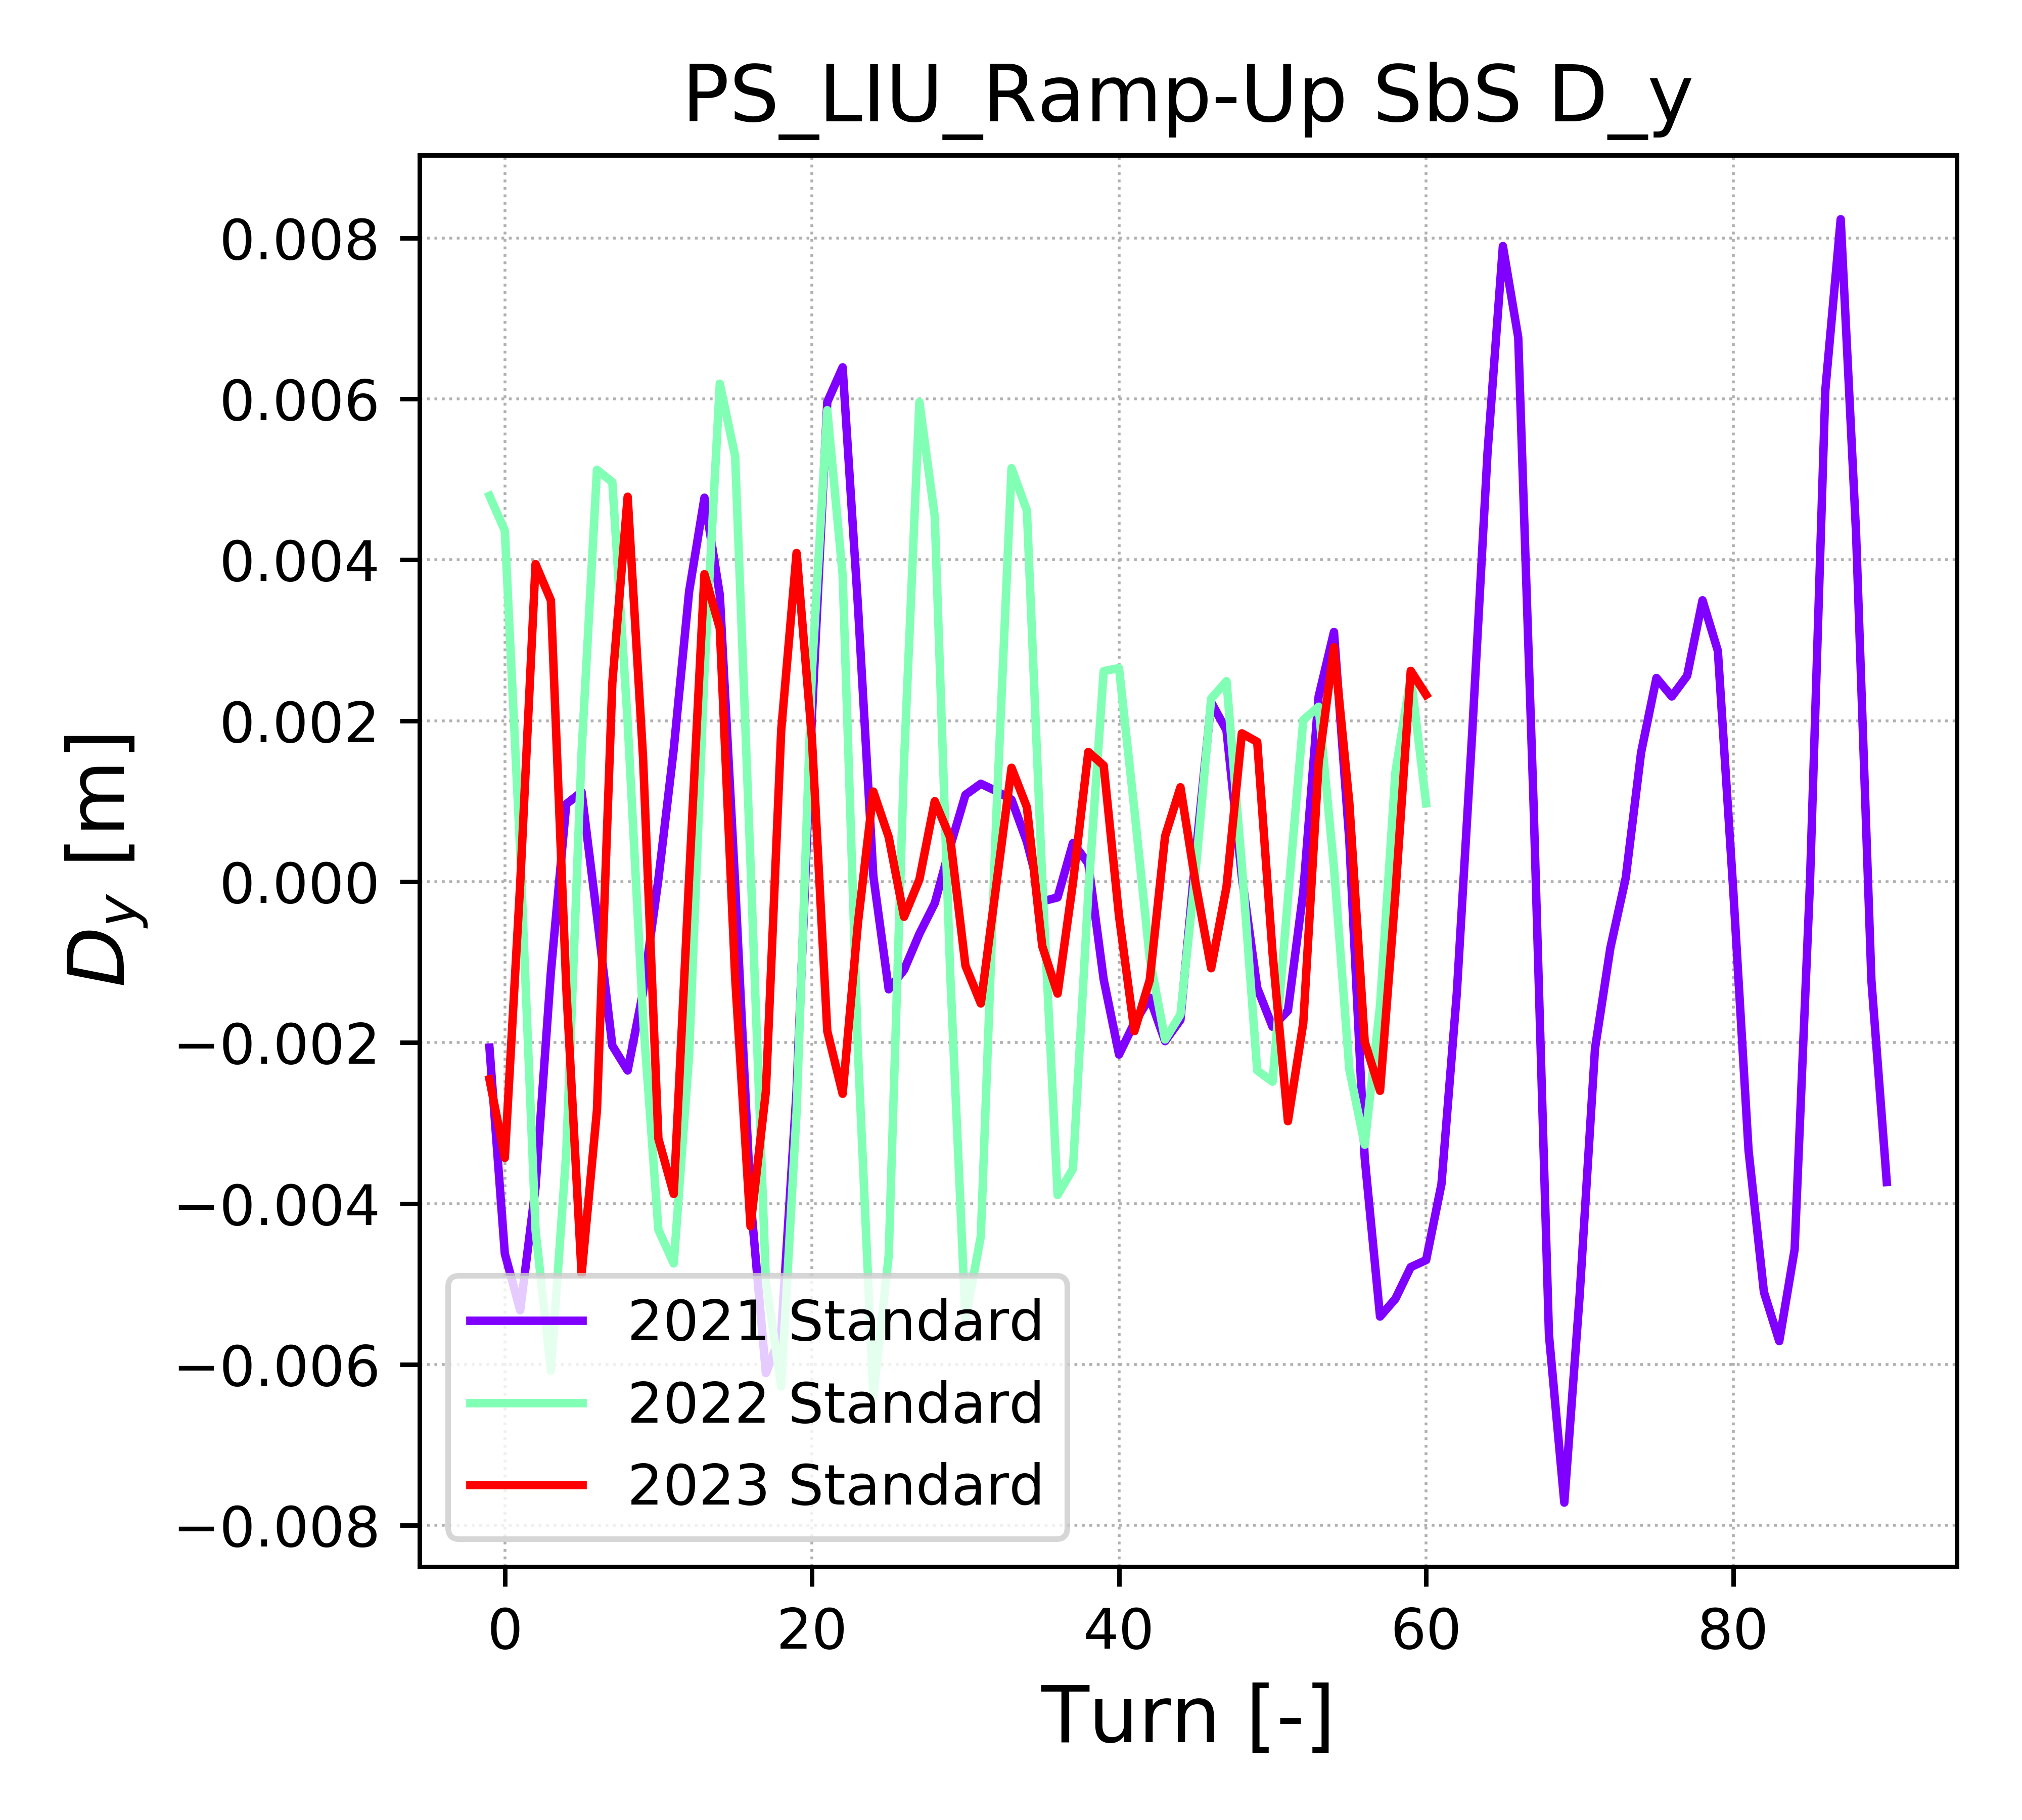 PS_LIU_Ramp-Up SbS D_y
D_y [m]
0.008
0.006
0.004
0.002
0.000
−0.002
−0.004
−0.006
−0.008
2021 Standard
2022 Standard
2023 Standard
0 20 40 60 80
Turn [-]